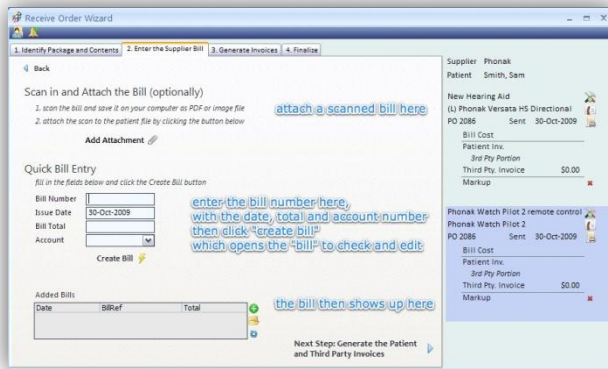 Receive Order Wizard
1. Identify Package and Contents
2. Enter the Supplier Bill
3. Generate Invoices
4. Finalize
Back
Scan in and Attach the Bill (optionally)
1. scan the bill and save it on your computer as PDF or image file
2. attach the scan to the patient file by clicking the button below
attach a scanned bill here
Add Attachment
Quick Bill Entry
fill in the fields below and click the Create Bill button
Bill Number
Issue Date 30-Oct-2009
Bill Total
Account
Create Bill
enter the bill number here,
with the date, total and account number
then click "create bill"
which opens the "bill" to check and edit
Added Bills
Date BillRef Total
the bill then shows up here
Next Step: Generate the Patient
and Third Party Invoices
Supplier Phonak
Patient Smith, Sam
New Hearing Aid
(L) Phonak Versata HS Directional
PO 2086 Sent 30-Oct-2009
Bill Cost
Patient Inv.
3rd Pty Portion
Third Pty. Invoice $0.00
Markup
Phonak Watch Pilot 2 remote control
Phonak Watch Pilot 2
PO 2086 Sent 30-Oct-2009
Bill Cost
Patient Inv.
3rd Pty Portion
Third Pty. Invoice $0.00
Markup